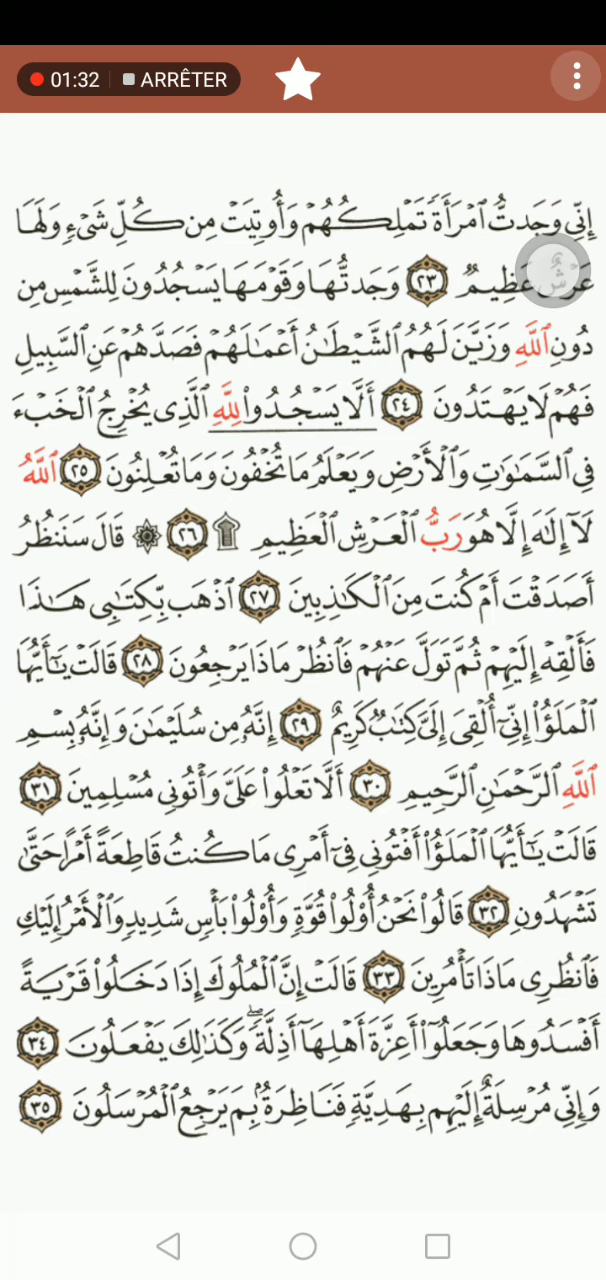 01:32 ARRÊTER
إِنِّي وَجَدتُّ ٱمْرَأَةً تَمْلِكُهُمْ وَأُوتِيَتْ مِن كُلِّ شَيْءٍ وَلَهَا
عَرْشٌ عَظِيمٌ ٢٣ وَجَدتُّهَا وَقَوْمَهَا يَسْجُدُونَ لِلشَّمْسِ مِن
دُونِ ٱللَّهِ وَزَيَّنَ لَهُمُ ٱلشَّيْطَٰنُ أَعْمَٰلَهُمْ فَصَدَّهُمْ عَنِ ٱلسَّبِيلِ
فَهُمْ لَا يَهْتَدُونَ ٢٤ أَلَّا يَسْجُدُوا۟ لِلَّهِ ٱلَّذِي يُخْرِجُ ٱلْخَبْءَ
فِي ٱلسَّمَٰوَٰتِ وَٱلْأَرْضِ وَيَعْلَمُ مَا تُخْفُونَ وَمَا تُعْلِنُونَ ٢٥ ٱللَّهُ
لَآ إِلَٰهَ إِلَّا هُوَ رَبُّ ٱلْعَرْشِ ٱلْعَظِيمِ ۩ ٢٦ ۞ قَالَ سَنَنظُرُ
أَصَدَقْتَ أَمْ كُنتَ مِنَ ٱلْكَٰذِبِينَ ٢٧ ٱذْهَب بِّكِتَٰبِي هَٰذَا
فَأَلْقِهْ إِلَيْهِمْ ثُمَّ تَوَلَّ عَنْهُمْ فَٱنظُرْ مَاذَا يَرْجِعُونَ ٢٨ قَالَتْ يَٰٓأَيُّهَا
ٱلْمَلَؤُا۟ إِنِّيٓ أُلْقِيَ إِلَيَّ كِتَٰبٌ كَرِيمٌ ٢٩ إِنَّهُۥ مِن سُلَيْمَٰنَ وَإِنَّهُۥ بِسْمِ
ٱللَّهِ ٱلرَّحْمَٰنِ ٱلرَّحِيمِ ٣٠ أَلَّا تَعْلُوا۟ عَلَيَّ وَأْتُونِي مُسْلِمِينَ ٣١
قَالَتْ يَٰٓأَيُّهَا ٱلْمَلَؤُا۟ أَفْتُونِي فِيٓ أَمْرِي مَا كُنتُ قَاطِعَةً أَمْرًا حَتَّىٰ
تَشْهَدُونِ ٣٢ قَالُوا۟ نَحْنُ أُو۟لُوا۟ قُوَّةٍ وَأُو۟لُوا۟ بَأْسٍ شَدِيدٍ وَٱلْأَمْرُ إِلَيْكِ
فَٱنظُرِي مَاذَا تَأْمُرِينَ ٣٣ قَالَتْ إِنَّ ٱلْمُلُوكَ إِذَا دَخَلُوا۟ قَرْيَةً
أَفْسَدُوهَا وَجَعَلُوٓا۟ أَعِزَّةَ أَهْلِهَآ أَذِلَّةً ۖ وَكَذَٰلِكَ يَفْعَلُونَ ٣٤
وَإِنِّي مُرْسِلَةٌ إِلَيْهِم بِهَدِيَّةٍ فَنَاظِرَةٌۢ بِمَ يَرْجِعُ ٱلْمُرْسَلُونَ ٣٥